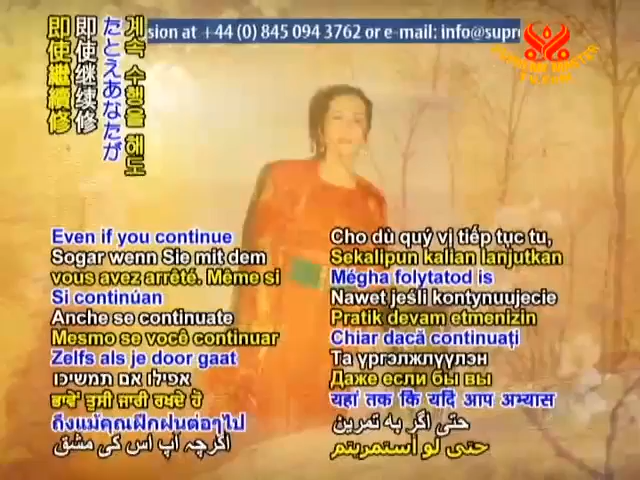 sion at +44 (0) 845 094 3762 or e-mail: info@supr
SUPREME MASTER
TELEVISION
계속 수행을 해도
たとえあなたが
即使继续修
即使繼續修
Even if you continue
Sogar wenn Sie mit dem
vous avez arrêté. Même si
Si continúan
Anche se continuate
Mesmo se você continuar
Zelfs als je door gaat
אפילו אם תמשיכו
ਭਾਵੇਂ ਤੁਸੀ ਜਾਰੀ ਰਖਦੇ ਹੋ
ถึงแม้คุณฝึกฝนต่อๆไป
اگرچہ آپ اس کی مشق
Cho dù quý vị tiếp tục tu,
Sekalipun kalian lanjutkan
Mégha folytatod is
Nawet jeśli kontynuujecie
Pratik devam etmenizin
Chiar dacă continuați
Та үргэлжлүүлэн
Даже если бы вы
यहां तक कि यदि आप अभ्यास
حتی اگر به تمرین
حتى لو استمريتم